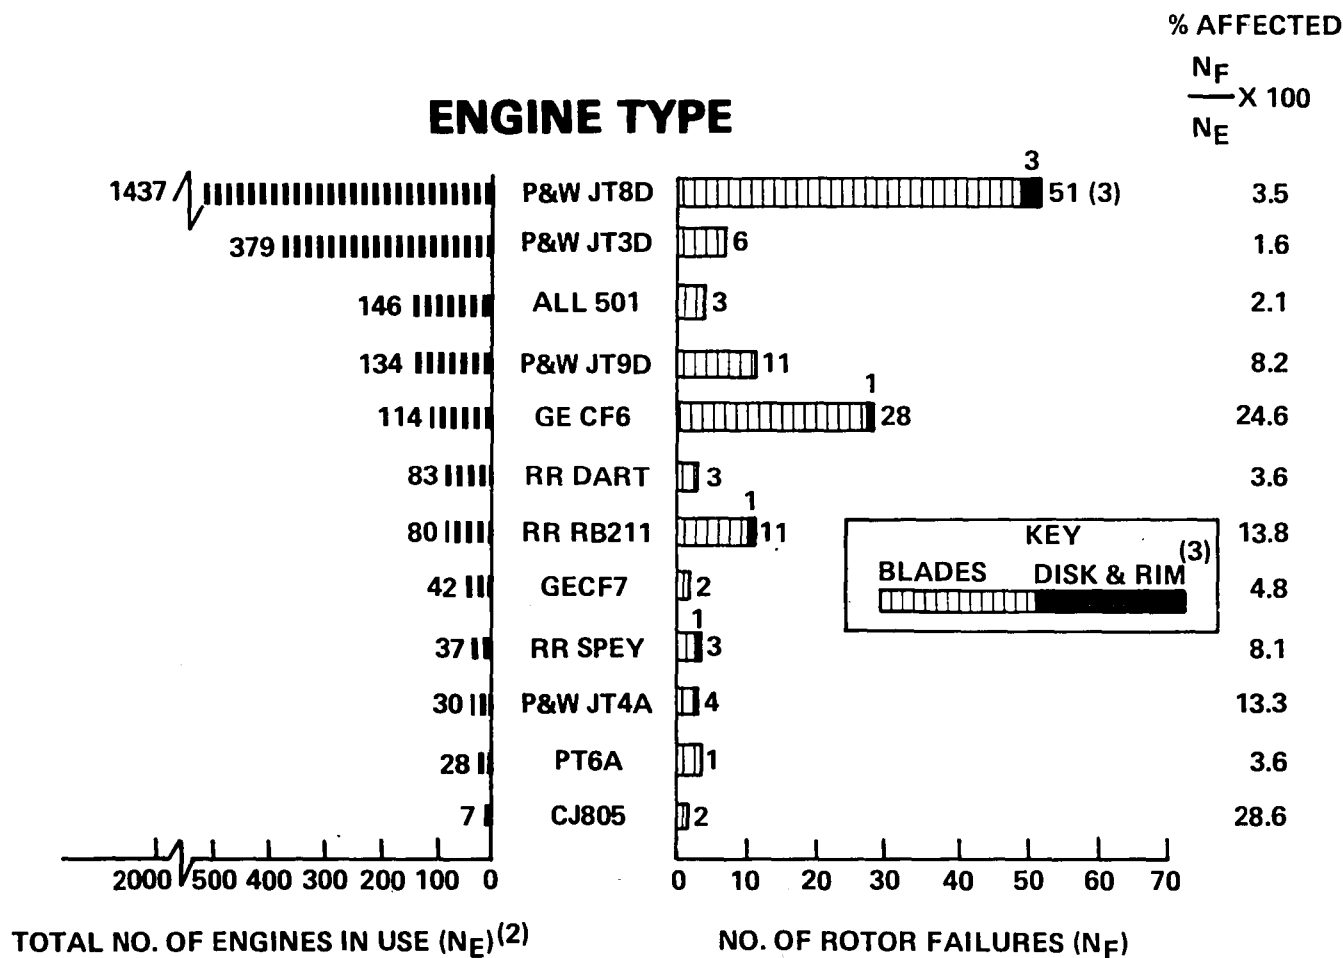 % AFFECTED
NF
X 100
NE
ENGINE TYPE
3
1437 P&W JT8D 51 (3) 3.5
379 P&W JT3D 6 1.6
146 ALL 501 3 2.1
134 P&W JT9D 11 8.2
1
114 GE CF6 28 24.6
83 RR DART 3 3.6
1
80 RR RB211 11 13.8
KEY
(3)
BLADES DISK & RIM
42 GECF7 2 4.8
1
37 RR SPEY 3 8.1
30 P&W JT4A 4 13.3
28 PT6A 1 3.6
7 CJ805 2 28.6
2000 500 400 300 200 100 0 0 10 20 30 40 50 60 70
TOTAL NO. OF ENGINES IN USE (NE)(2) NO. OF ROTOR FAILURES (NF)